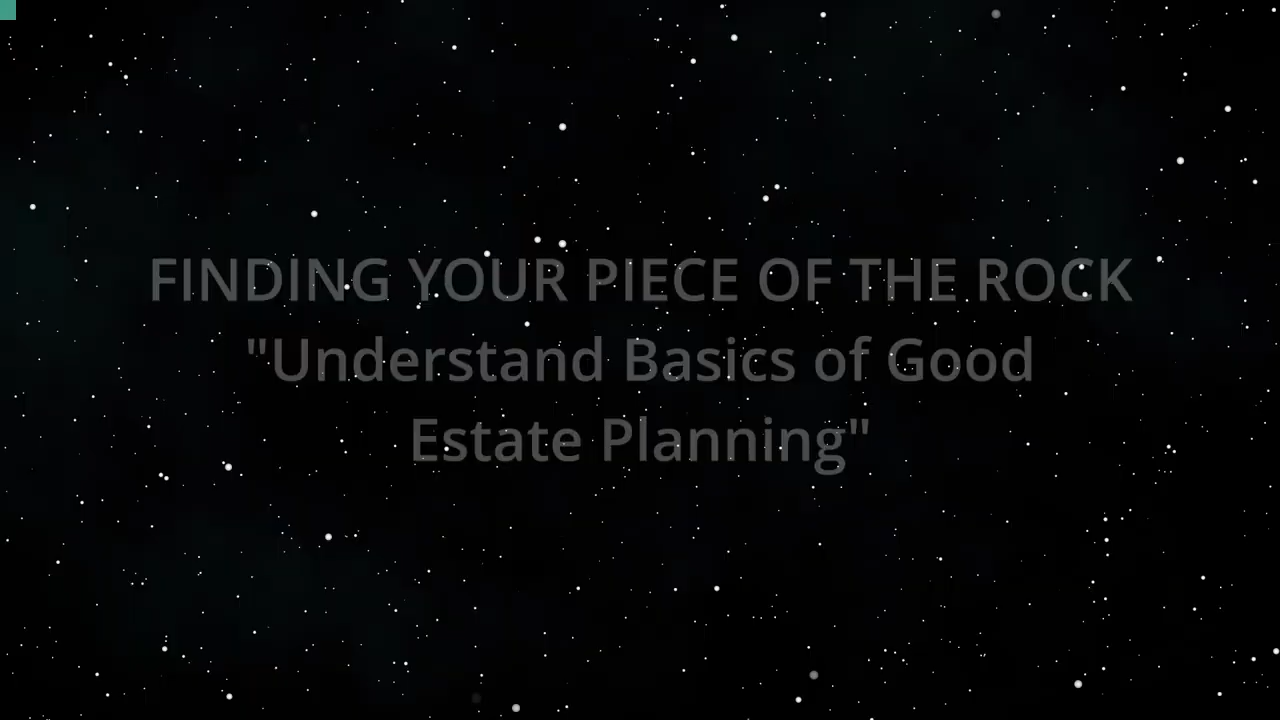 FINDING YOUR PIECE OF THE ROCK
"Understand Basics of Good
Estate Planning"